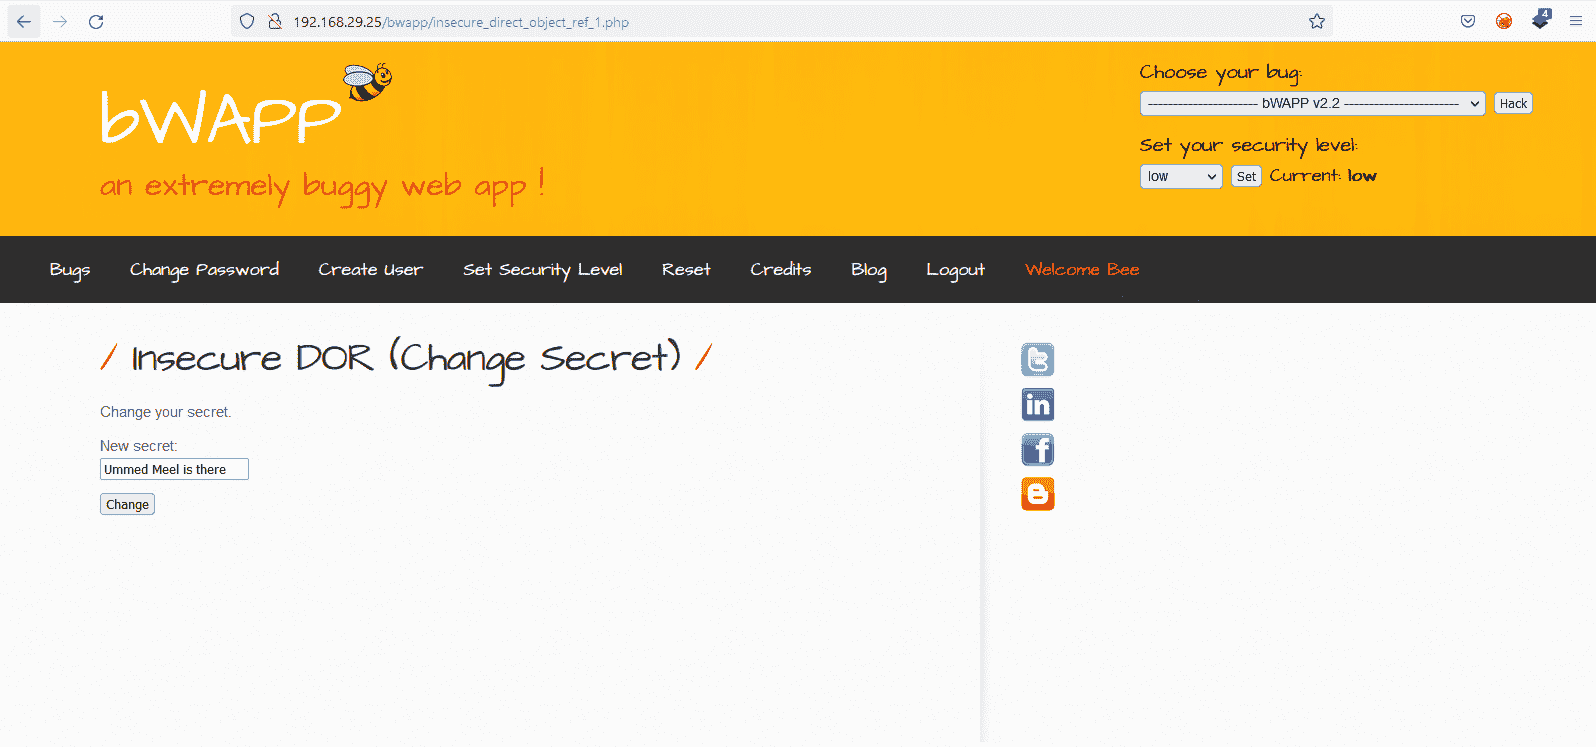 192.168.29.25/bwapp/insecure_direct_object_ref_1.php
4
bWAPP
an extremely buggy web app !
Choose your bug:
---------------------- bWAPP v2.2 ----------------------- Hack
Set your security level:
low Set Current: low
Bugs Change Password Create User Set Security Level Reset Credits Blog Logout Welcome Bee
/ Insecure DOR (Change Secret) /
Change your secret.
New secret:
Ummed Meel is there
Change
in
f